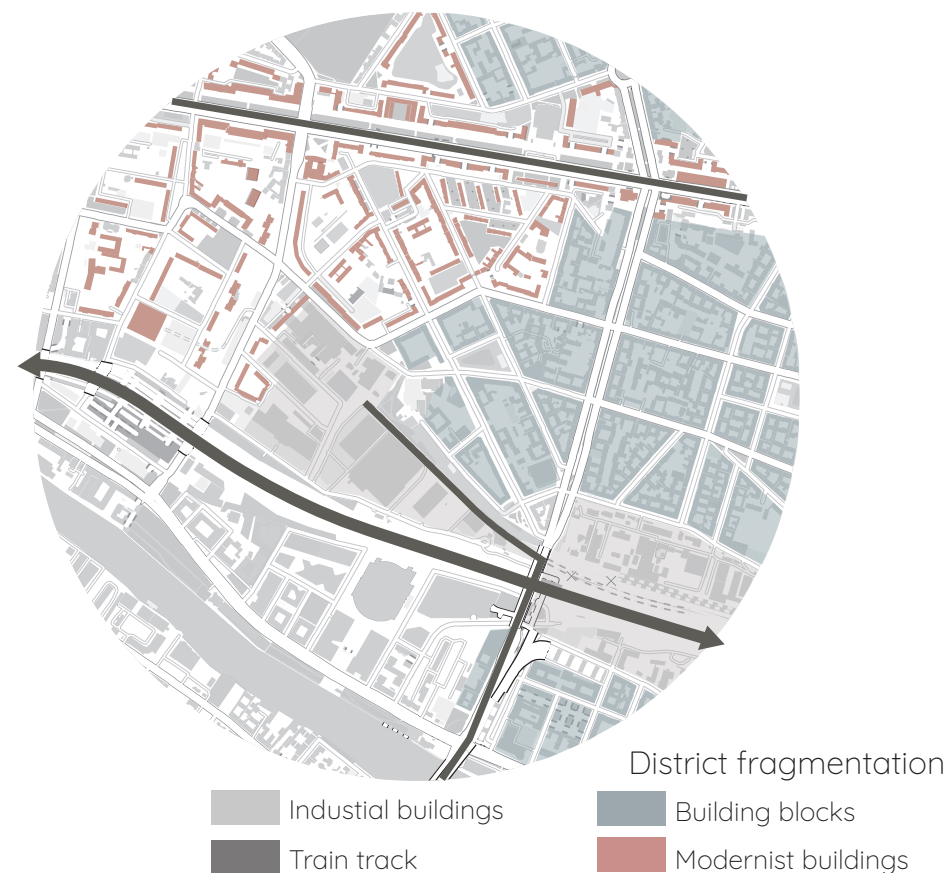 District fragmentation
Industial buildings
Building blocks
Train track
Modernist buildings